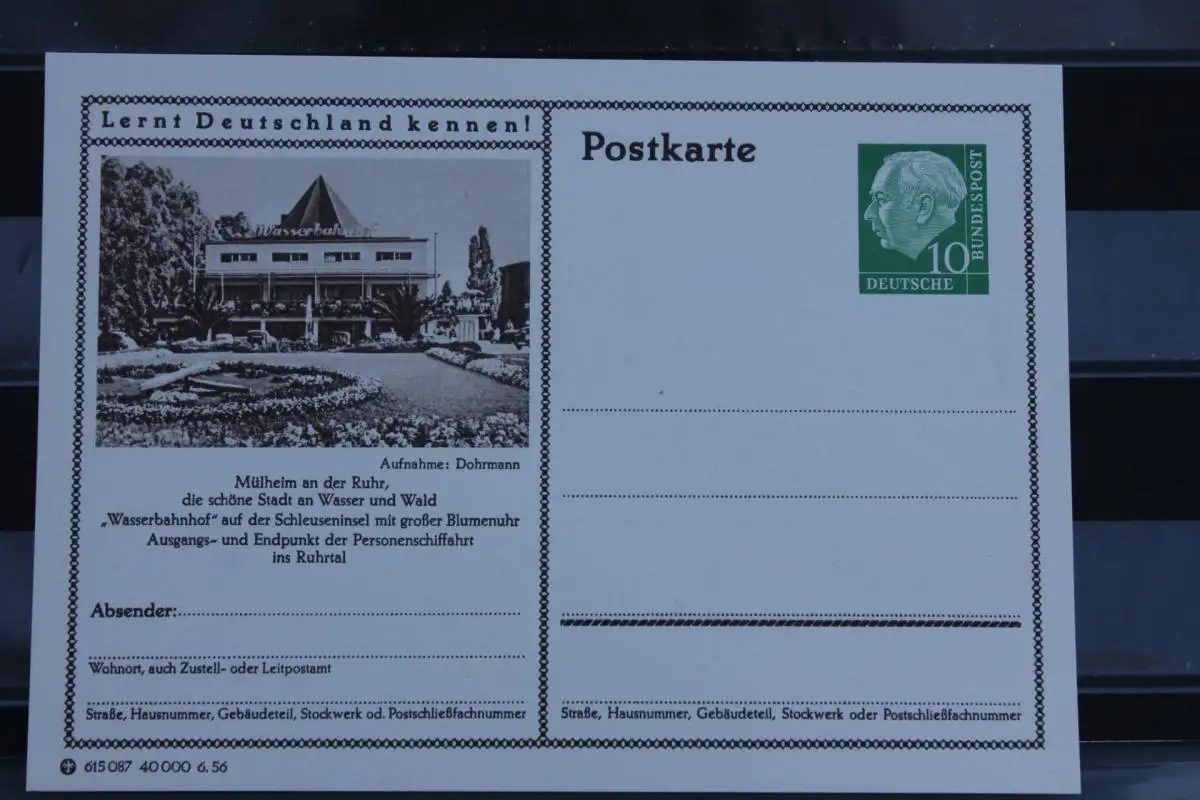 Lernt Deutschland kennen!
Wasserbahnhof
Aufnahme: Dohrmann
Mülheim an der Ruhr,
die schöne Stadt an Wasser und Wald
„Wasserbahnhof“ auf der Schleuseninsel mit großer Blumenuhr
Ausgangs- und Endpunkt der Personenschiffahrt
ins Ruhrtal
Absender:
Wohnort, auch Zustell- oder Leitpostamt
Straße, Hausnummer, Gebäudeteil, Stockwerk od. Postschließfachnummer
615 087 40 000 6. 56
Postkarte
10
DEUTSCHE
BUNDESPOST
Straße, Hausnummer, Gebäudeteil, Stockwerk oder Postschließfachnummer